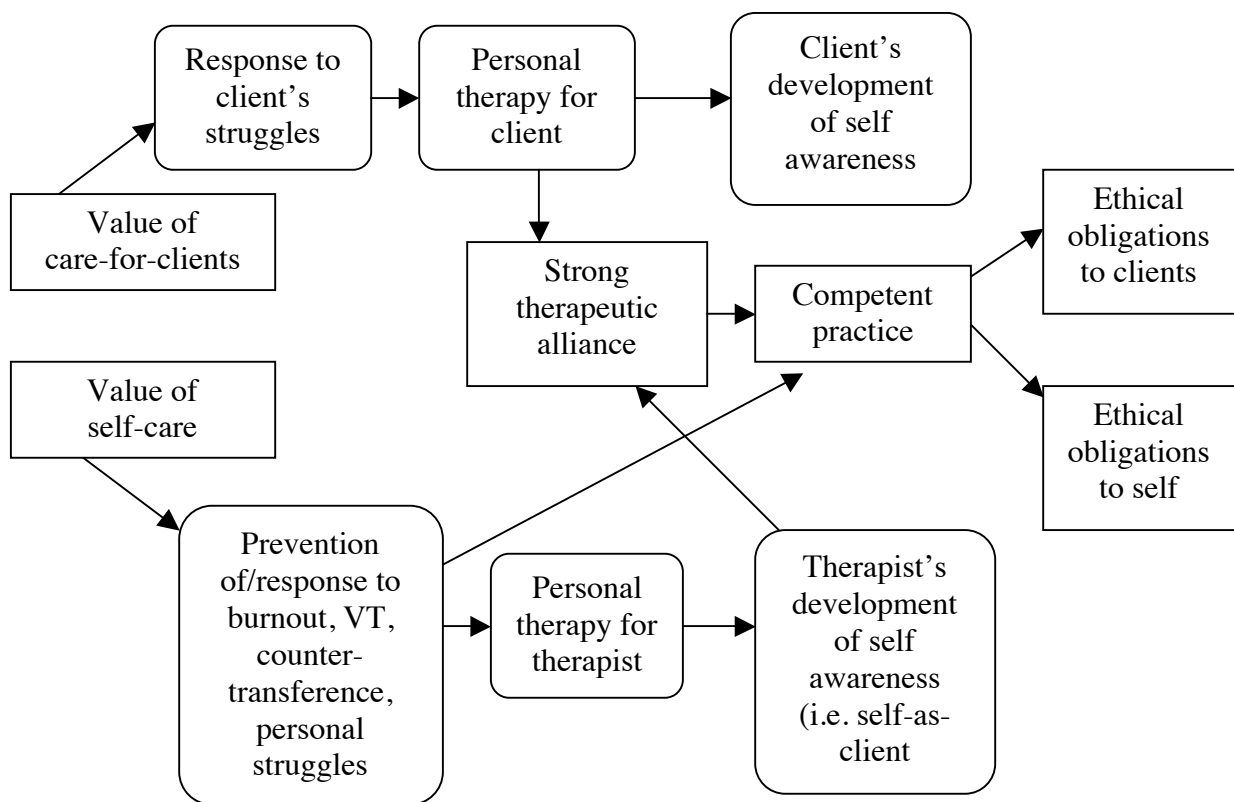 Response to
client's
struggles
Personal
therapy for
client
Client's
development
of self
awareness
Value of
care-for-clients
Strong
therapeutic
alliance
Competent
practice
Ethical
obligations
to clients
Value of
self-care
Ethical
obligations
to self
Prevention
of/response to
burnout, VT,
counter-
transference,
personal
struggles
Personal
therapy for
therapist
Therapist's
development
of self
awareness
(i.e. self-as-
client